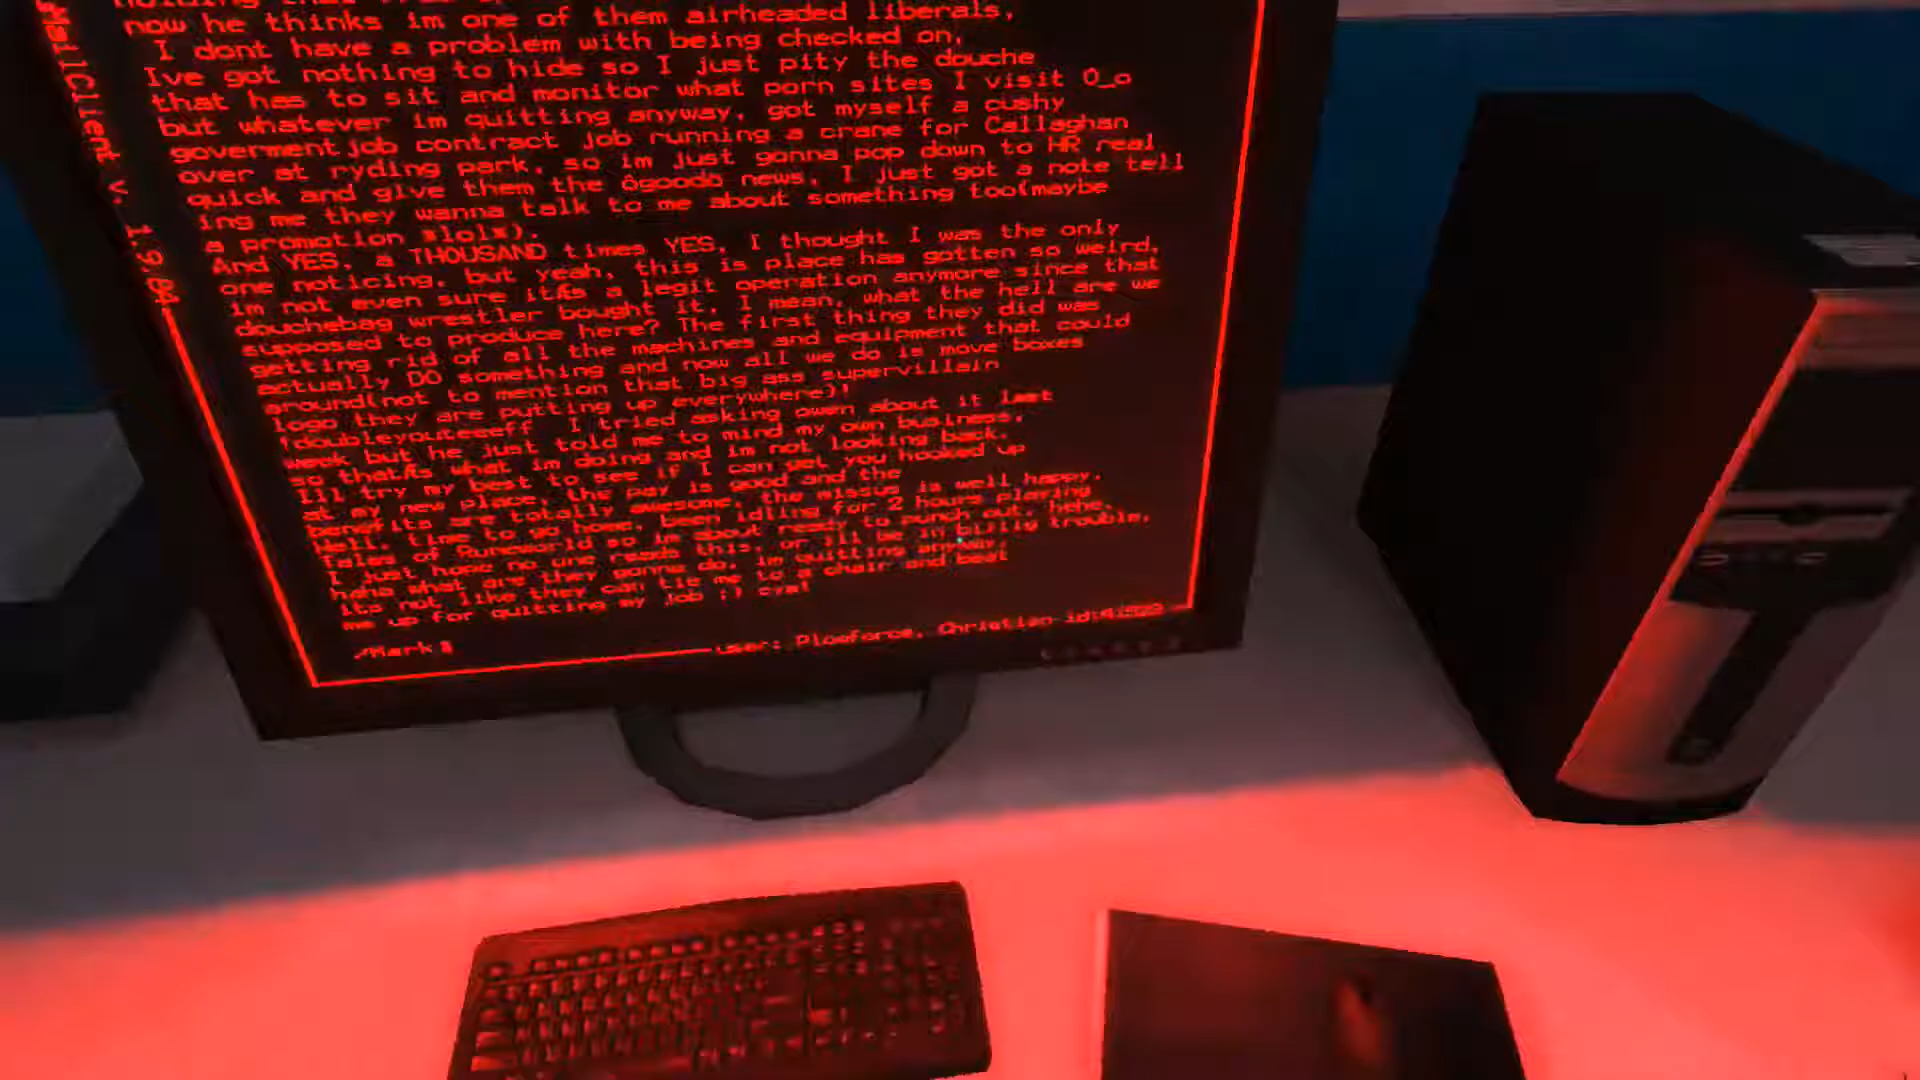 now he thinks im one of them airheaded liberals,
I dont have a problem with being checked on,
Ive got nothing to hide so I just pity the douche
that has to sit and monitor what porn sites I visit O_o
but whatever im quitting anyway, got myself a cushy
govermentjob contract job running a crane for Callaghan
over at ryding park, so im just gonna pop down to HR real
quick and give them the ôgoodö news, I just got a note tell
ing me they wanna talk to me about something too(maybe
a promotion *lol*).
And YES, a THOUSAND times YES, I thought I was the only
one noticing, but yeah, this is place has gotten so weird,
im not even sure itÆs a legit operation anymore since that
douchebag wrestler bought it. I mean, what the hell are we
supposed to produce here? The first thing they did was
getting rid of all the machines and equipment that could
actually DO something and now all we do is move boxes
around(not to mention that big ass supervillain
logo they are putting up everywhere)!
!doubleyouteeeff I tried asking owen about it last
week but he just told me to mind my own business,
so thatÆs what im doing and im not looking back.
Ill try my best to see if I can get you hooked up
at my new place, the pay is good and the
benefits are totally awesome, the missus is well happy.
Well, time to go home, been idling for 2 hours playing
Tales of Runeworld so im about ready to punch out, hehe.
I just hope no one reads this, or ill be in trouble,
haha what are they gonna do, im quitting anyway,
its not like they can tie me to a chair and beat
me up for quitting my job :) cya!
/Mark
user: Ploeforce, Christian
MailClient v. 1.9.04